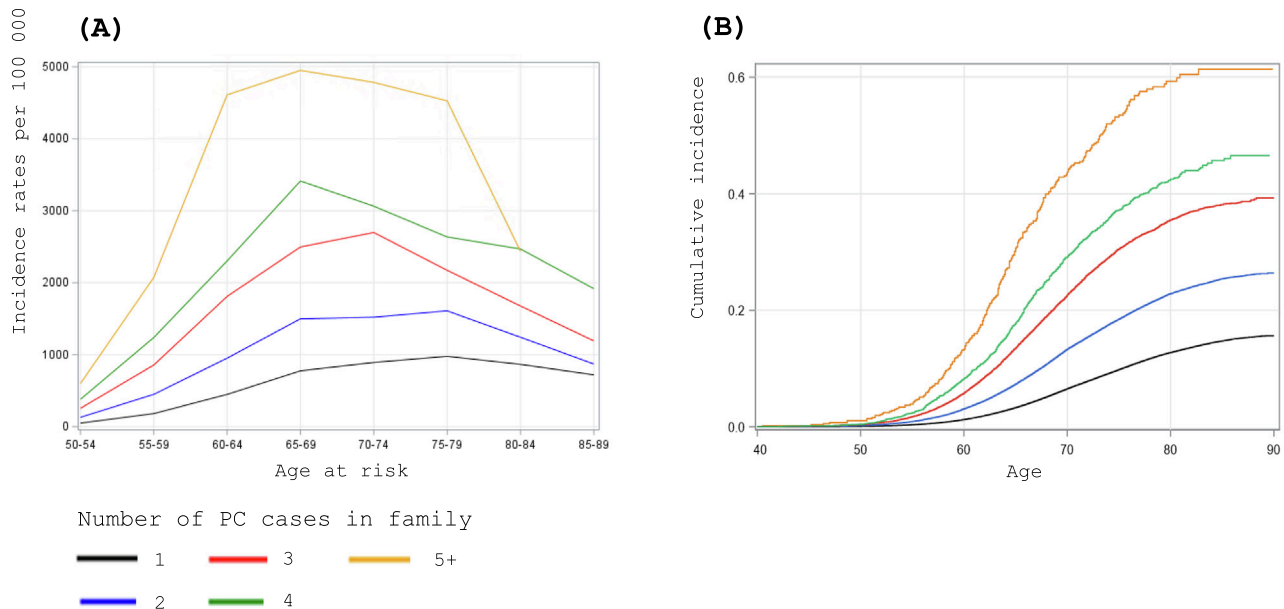 (A)
Incidence rates per 100 000
5000
4000
3000
2000
1000
0
50-54 55-59 60-64 65-69 70-74 75-79 80-84 85-89
Age at risk
(B)
Cumulative incidence
0.6
0.4
0.2
0.0
40 50 60 70 80 90
Age
Number of PC cases in family
1 3 5+
2 4